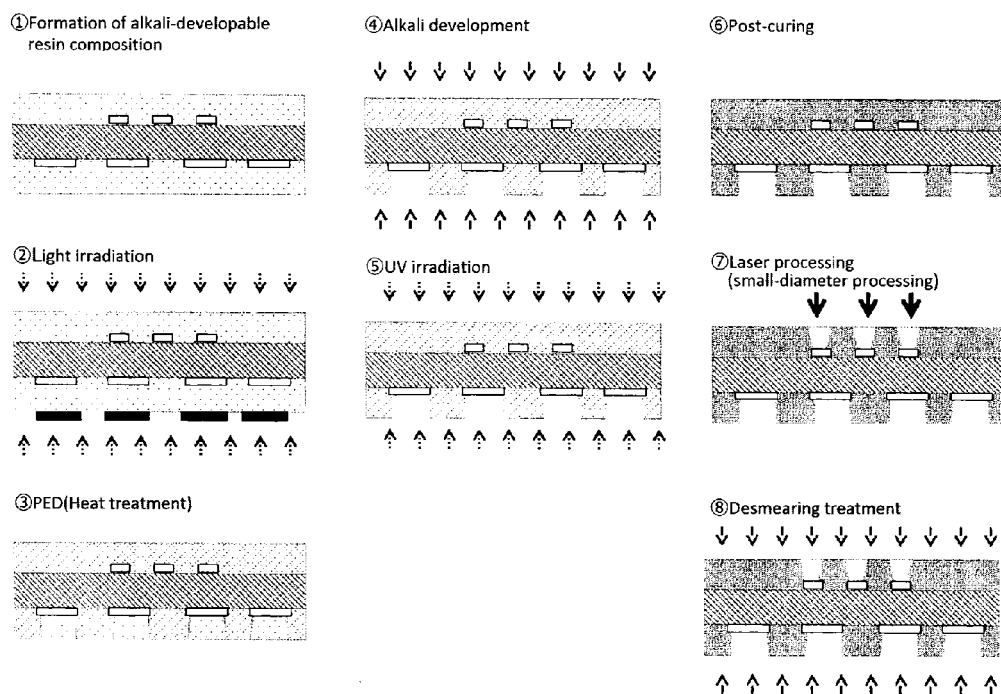 ①Formation of alkali-developable
resin composition
②Light irradiation
③PED(Heat treatment)
④Alkali development
⑤UV irradiation
⑥Post-curing
⑦Laser processing
(small-diameter processing)
⑧Desmearing treatment